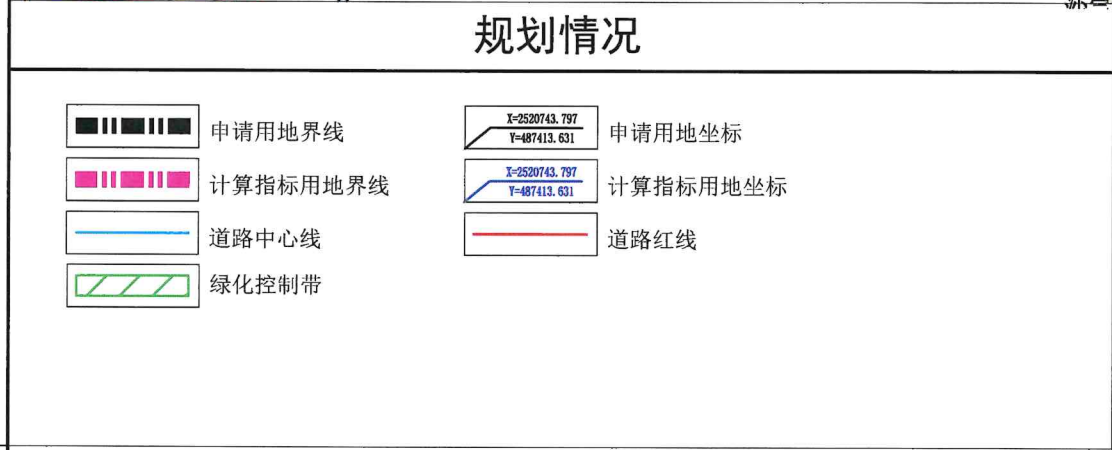 规划情况
申请用地界线
X=2520743.797
Y=487413.631
申请用地坐标
计算指标用地界线
X=2520743.797
Y=487413.631
计算指标用地坐标
道路中心线
道路红线
绿化控制带